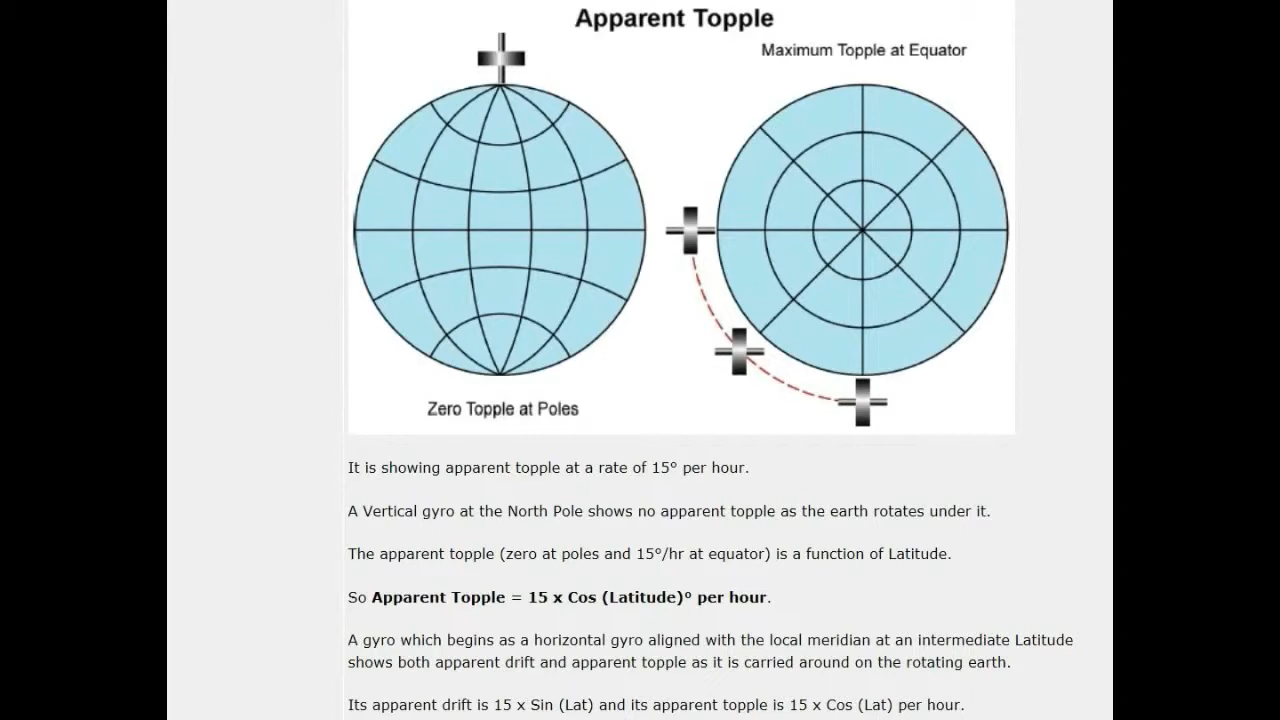 Apparent Topple
Maximum Topple at Equator
Zero Topple at Poles
It is showing apparent topple at a rate of 15° per hour.
A Vertical gyro at the North Pole shows no apparent topple as the earth rotates under it.
The apparent topple (zero at poles and 15°/hr at equator) is a function of Latitude.
So Apparent Topple = 15 x Cos (Latitude)° per hour.
A gyro which begins as a horizontal gyro aligned with the local meridian at an intermediate Latitude
shows both apparent drift and apparent topple as it is carried around on the rotating earth.
Its apparent drift is 15 x Sin (Lat) and its apparent topple is 15 x Cos (Lat) per hour.